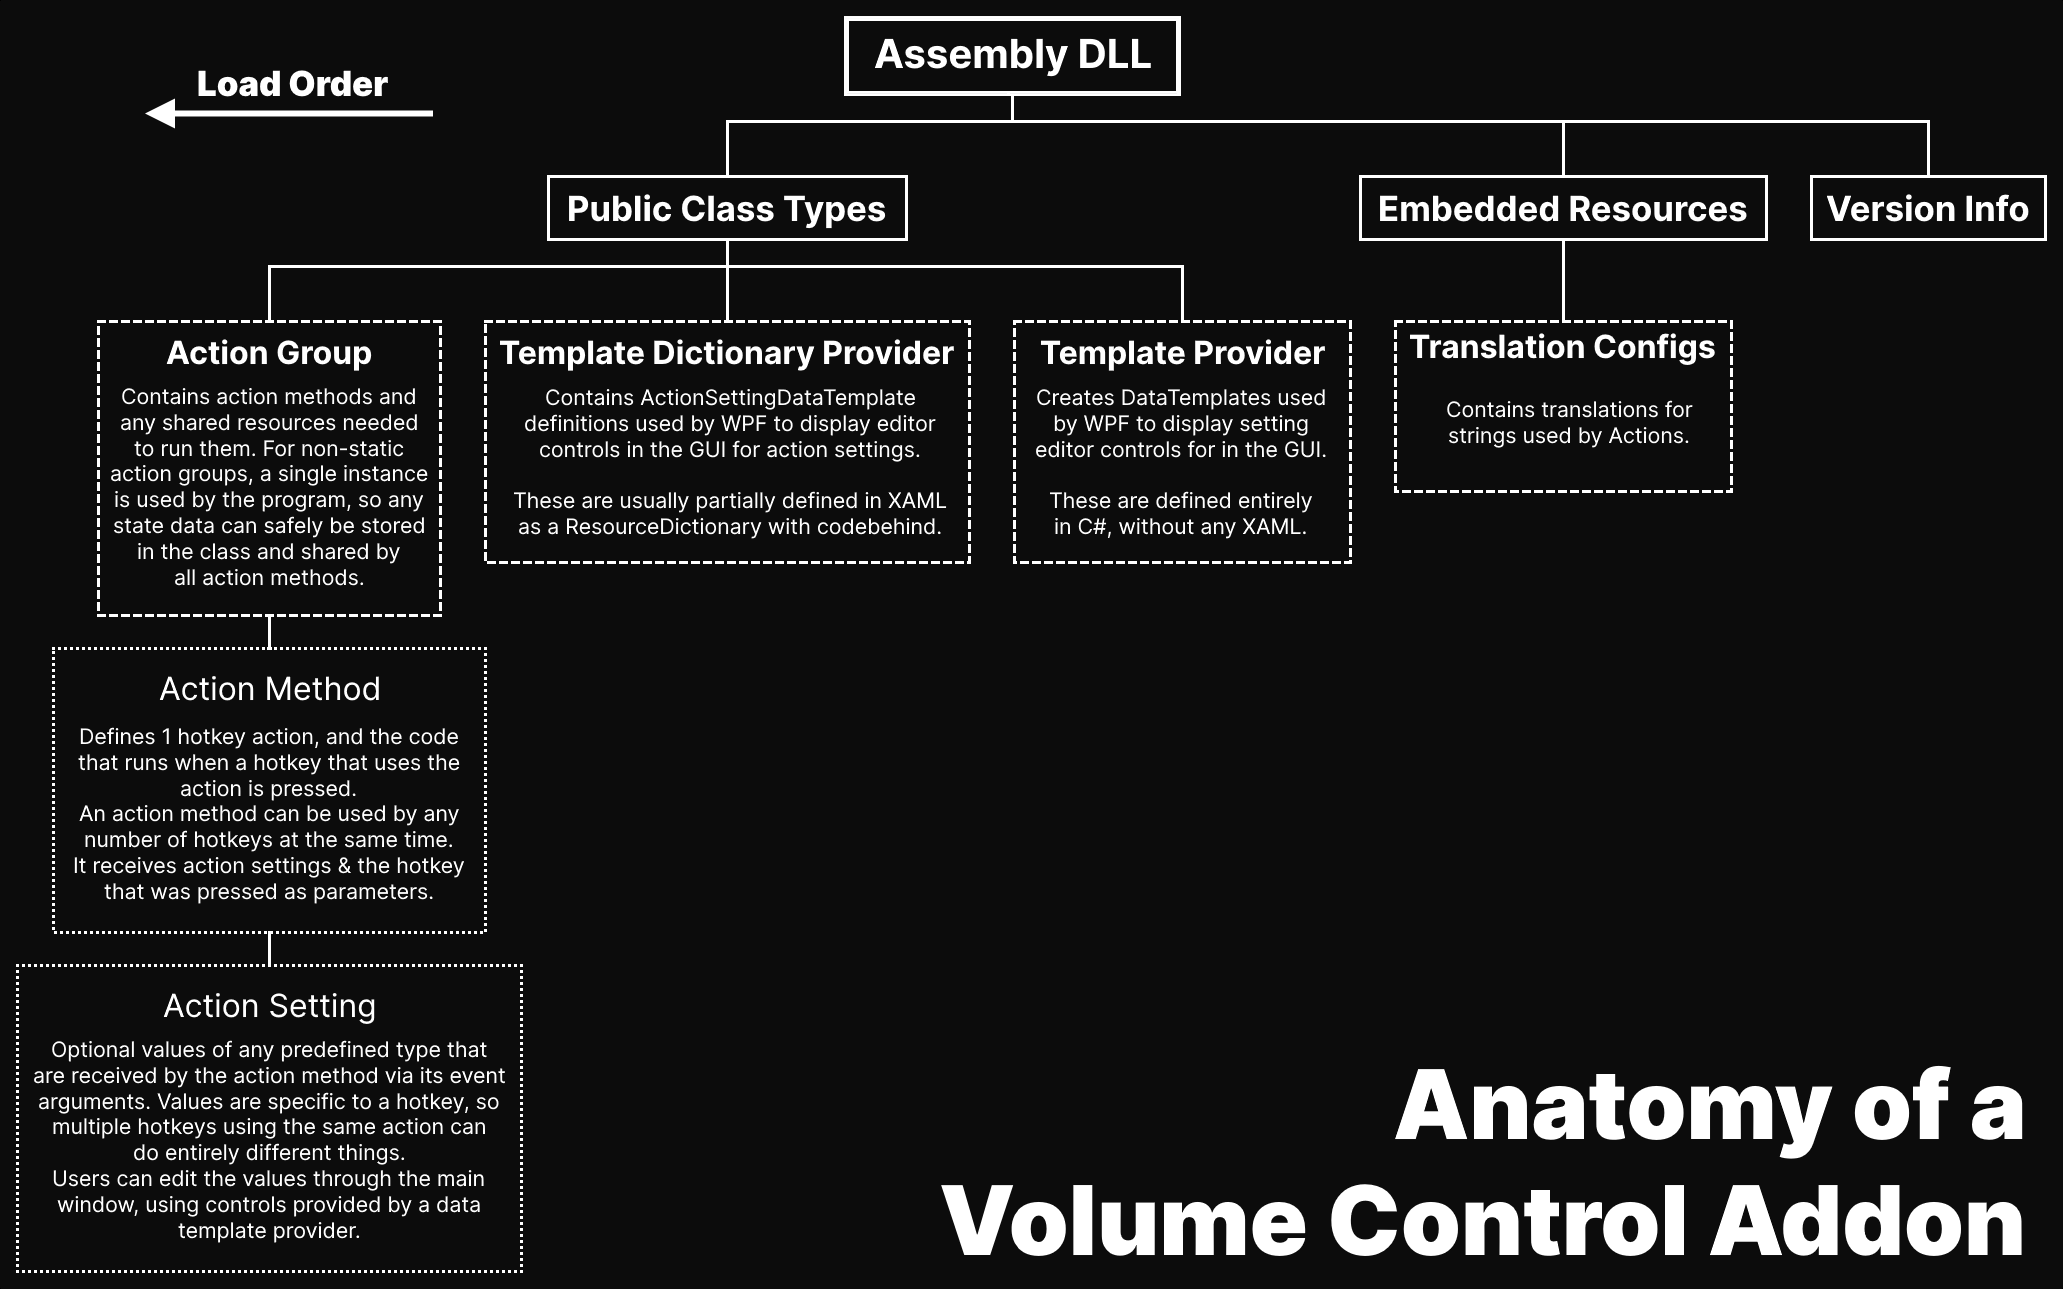 Assembly DLL
Load Order
Public Class Types
Embedded Resources
Version Info
Action Group
Contains action methods and
any shared resources needed
to run them. For non-static
action groups, a single instance
is used by the program, so any
state data can safely be stored
in the class and shared by
all action methods.
Template Dictionary Provider
Contains ActionSettingDataTemplate
definitions used by WPF to display editor
controls in the GUI for action settings.
These are usually partially defined in XAML
as a ResourceDictionary with codebehind.
Template Provider
Creates DataTemplates used
by WPF to display setting
editor controls for in the GUI.
These are defined entirely
in C#, without any XAML.
Translation Configs
Contains translations for
strings used by Actions.
Action Method
Defines 1 hotkey action, and the code
that runs when a hotkey that uses the
action is pressed.
An action method can be used by any
number of hotkeys at the same time.
It receives action settings & the hotkey
that was pressed as parameters.
Action Setting
Optional values of any predefined type that
are received by the action method via its event
arguments. Values are specific to a hotkey, so
multiple hotkeys using the same action can
do entirely different things.
Users can edit the values through the main
window, using controls provided by a data
template provider.
Anatomy of a
Volume Control Addon